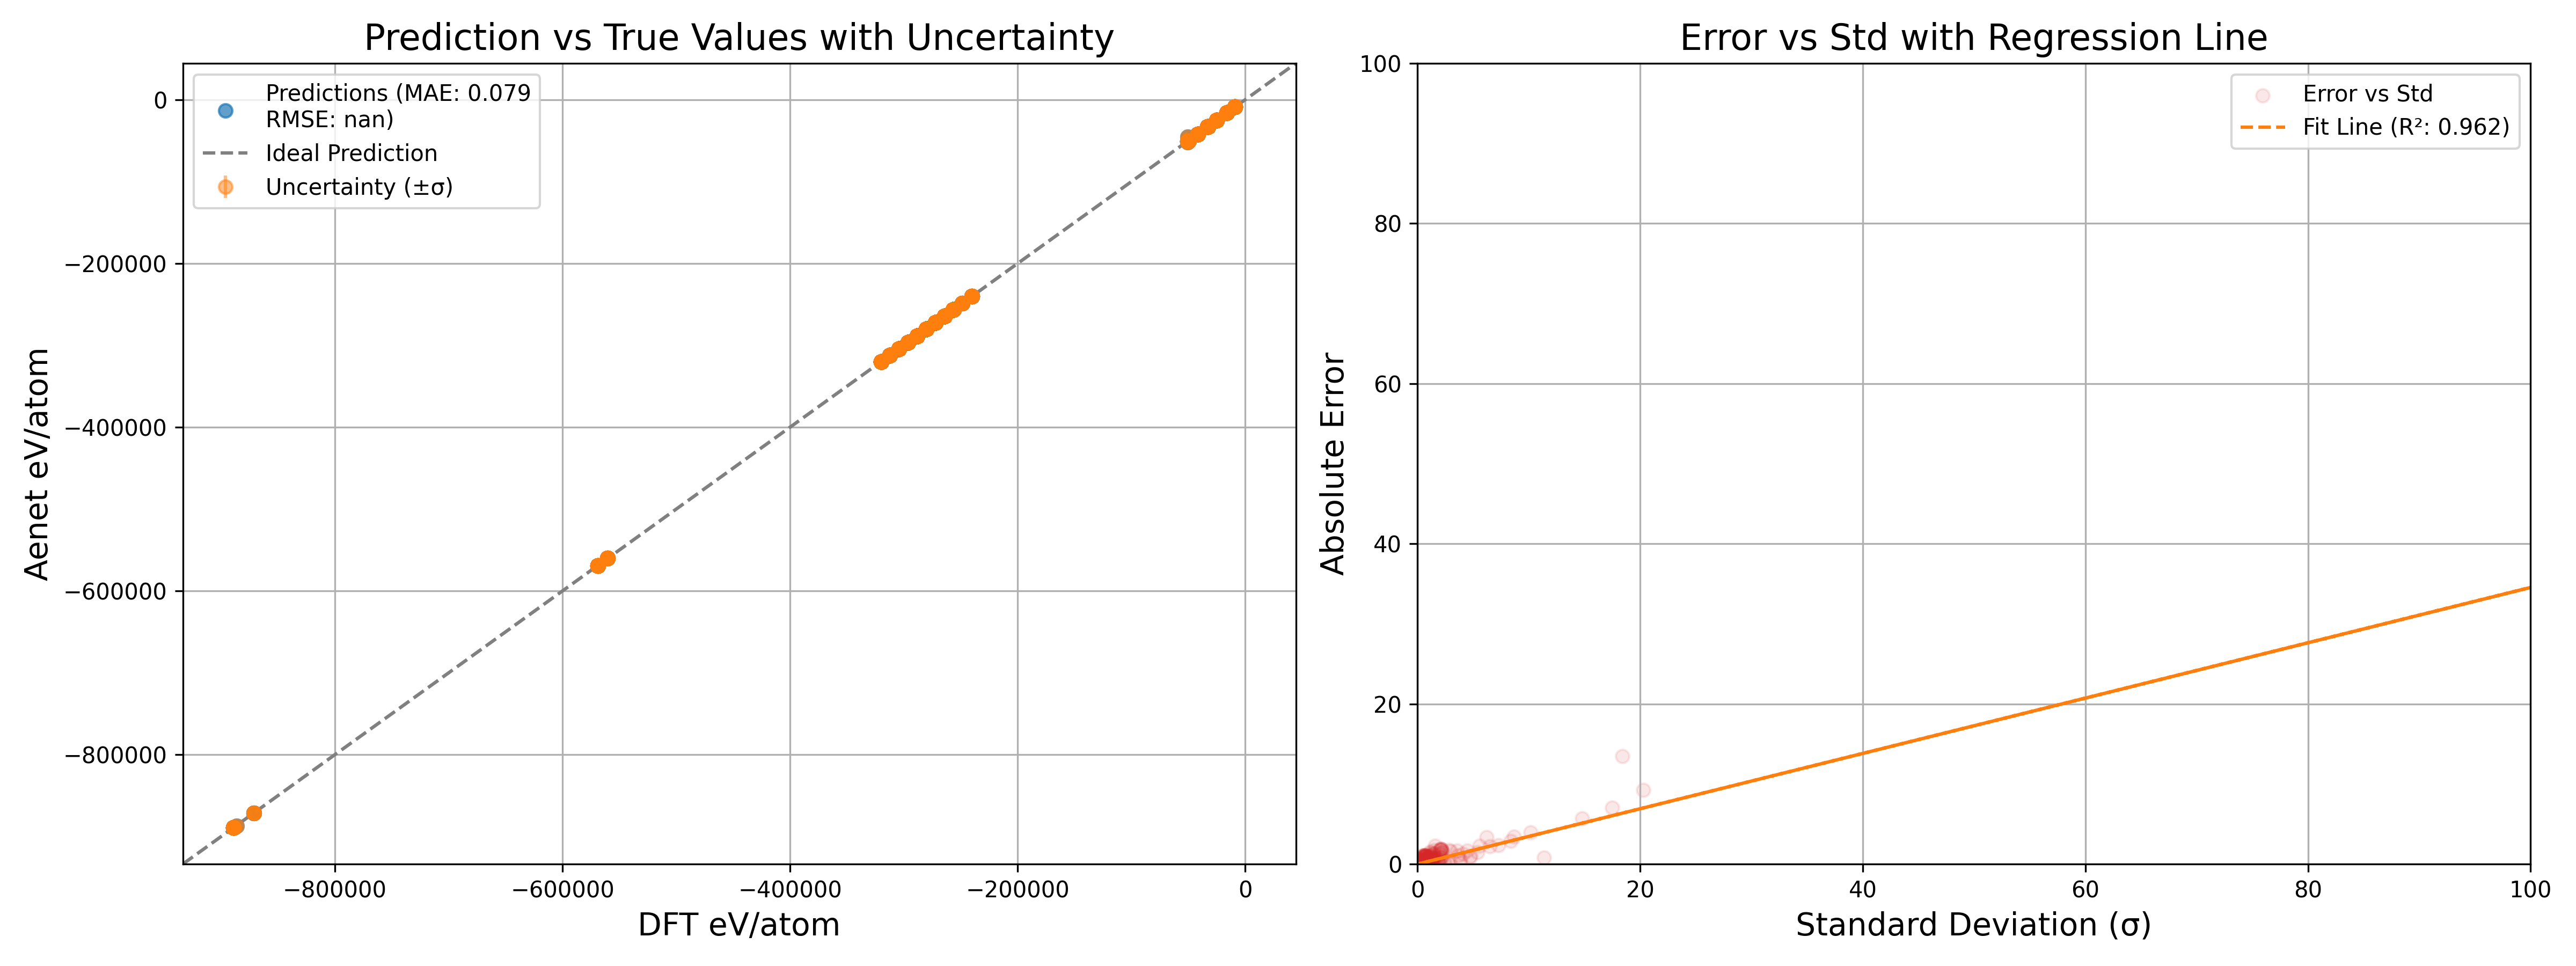 Prediction vs True Values with Uncertainty
Predictions (MAE: 0.079
RMSE: nan)
Ideal Prediction
Uncertainty (±σ)
0
−200000
−400000
−600000
−800000
Aenet eV/atom
−800000
−600000
−400000
−200000
0
DFT eV/atom
Error vs Std with Regression Line
Error vs Std
Fit Line (R²: 0.962)
100
80
60
40
20
0
Absolute Error
0
20
40
60
80
100
Standard Deviation (σ)